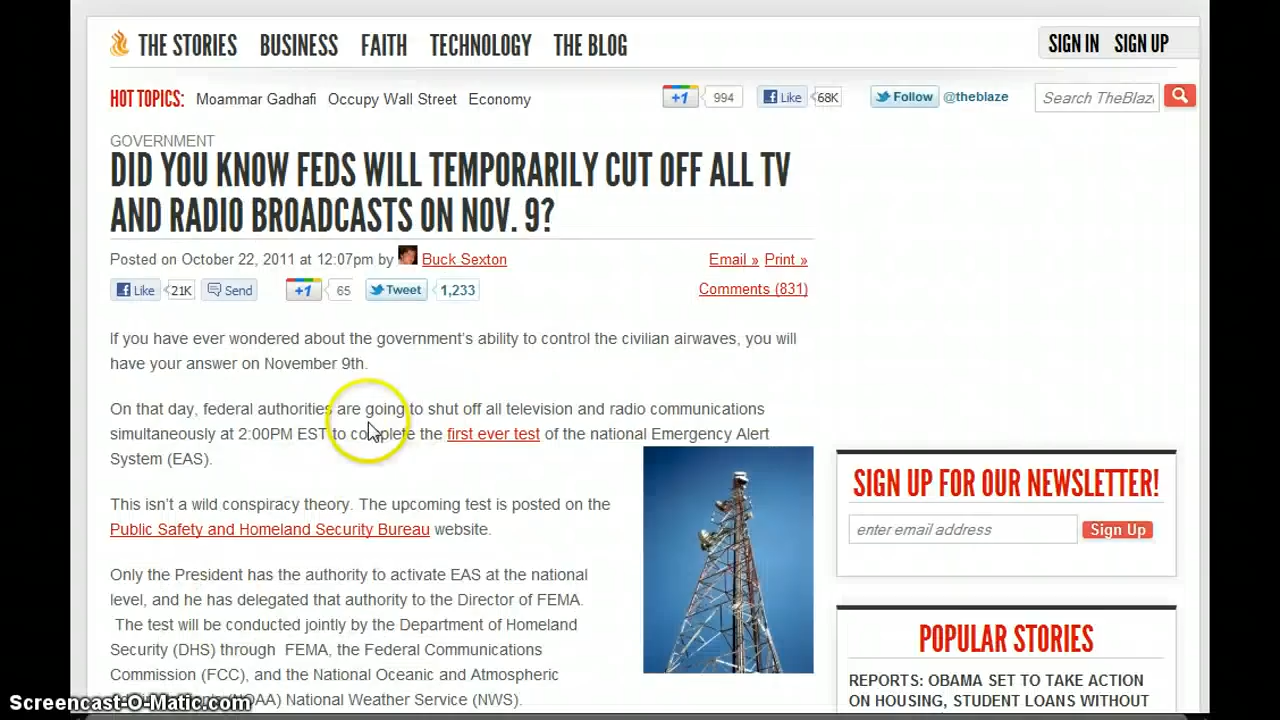 THE STORIES BUSINESS FAITH TECHNOLOGY THE BLOG
SIGN IN SIGN UP
HOT TOPICS: Moammar Gadhafi Occupy Wall Street Economy
+1 994 Like 68K Follow @theblaze Search TheBlaz
GOVERNMENT
DID YOU KNOW FEDS WILL TEMPORARILY CUT OFF ALL TV
AND RADIO BROADCASTS ON NOV. 9?
Posted on October 22, 2011 at 12:07pm by Buck Sexton
Email » Print »
Like 21K Send +1 65 Tweet 1,233
Comments (831)
If you have ever wondered about the government's ability to control the civilian airwaves, you will
have your answer on November 9th.
On that day, federal authorities are going to shut off all television and radio communications
simultaneously at 2:00PM EST to complete the first ever test of the national Emergency Alert
System (EAS).
This isn't a wild conspiracy theory. The upcoming test is posted on the
Public Safety and Homeland Security Bureau website.
Only the President has the authority to activate EAS at the national
level, and he has delegated that authority to the Director of FEMA.
The test will be conducted jointly by the Department of Homeland
Security (DHS) through FEMA, the Federal Communications
Commission (FCC), and the National Oceanic and Atmospheric
(NOAA) National Weather Service (NWS).
SIGN UP FOR OUR NEWSLETTER!
enter email address Sign Up
POPULAR STORIES
REPORTS: OBAMA SET TO TAKE ACTION
ON HOUSING, STUDENT LOANS WITHOUT
Screencast-O-Matic.com